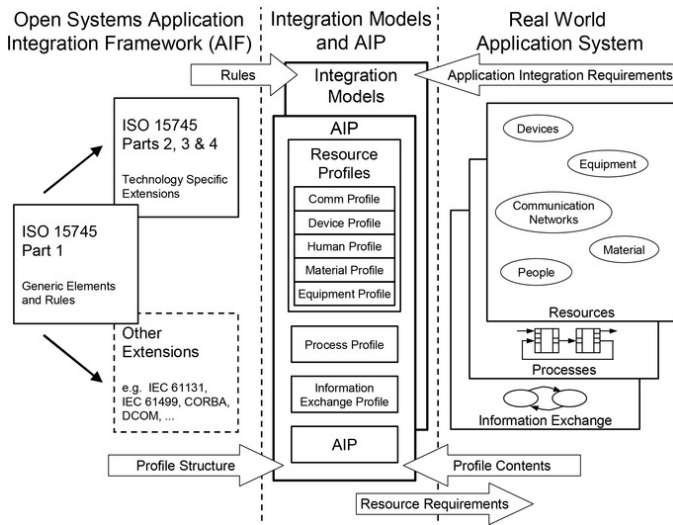 Open Systems Application
Integration Framework (AIF)
Integration Models
and AIP
Real World
Application System
Rules
Integration
Models
Application Integration Requirements
ISO 15745
Parts 2, 3 & 4
Technology Specific
Extensions
ISO 15745
Part 1
Generic Elements
and Rules
Other
Extensions
e.g. IEC 61131,
IEC 61499, CORBA,
DCOM, ...
AIP
Resource
Profiles
Comm Profile
Device Profile
Human Profile
Material Profile
Equipment Profile
Process Profile
Information
Exchange Profile
AIP
Devices
Equipment
Communication
Networks
Material
People
Resources
Processes
Information Exchange
Profile Structure
Profile Contents
Resource Requirements